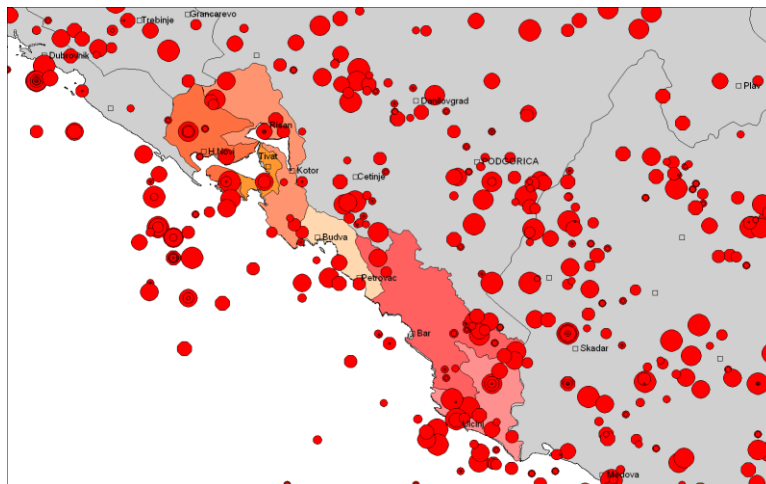 Trebinje
Grancarevo
Dubrovnik
Plav
Danilovgrad
Risan
H.Novi
Tivat
PODGORICA
Kotor
Cetinje
Budva
Petrovac
Bar
Skadar
Ulcinj
Medova